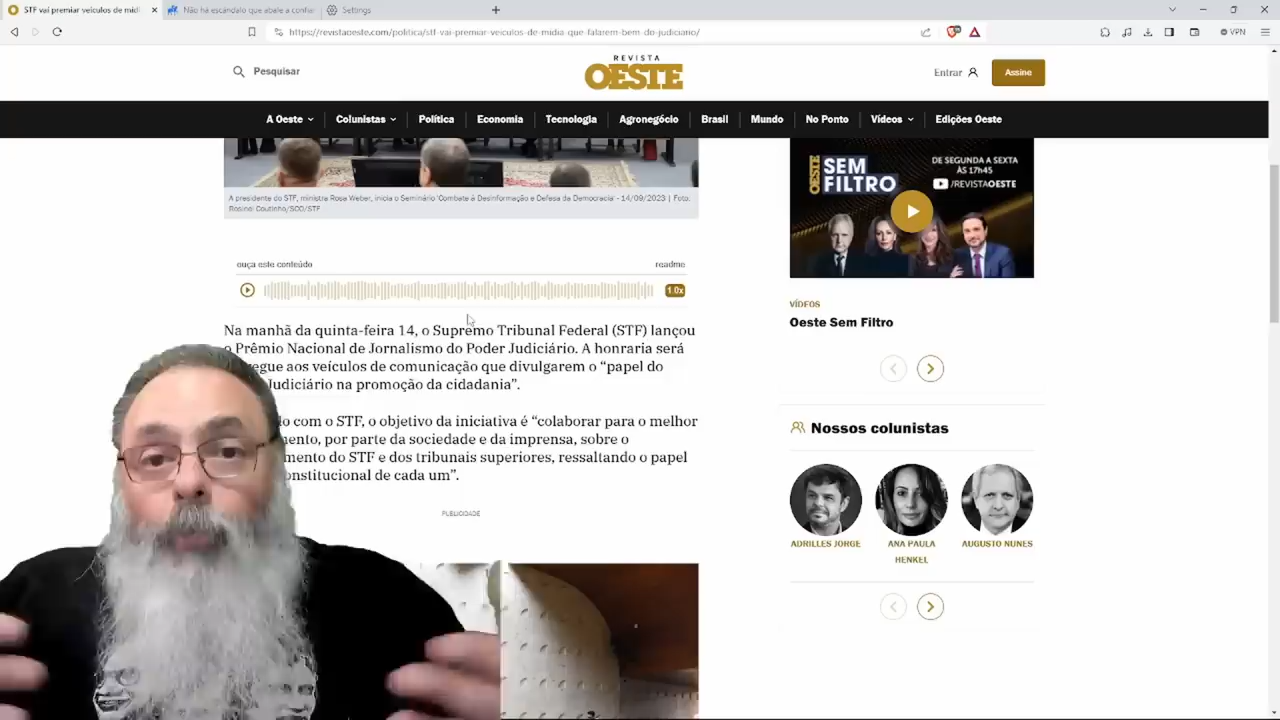 STF vai premiar veículos de mídi
Não há escândalo que abale a confian
Settings
https://revistaoeste.com/politica/stf-vai-premiar-veiculos-de-midia-que-falarem-bem-do-judiciario/
VPN
Pesquisar
REVISTA
OESTE
Entrar
Assine
A Oeste
Colunistas
Política
Economia
Tecnologia
Agronegócio
Brasil
Mundo
No Ponto
Vídeos
Edições Oeste
A presidente do STF, ministra Rosa Weber, inicia o Seminário 'Combate à Desinformação e Defesa da Democracia' - 14/09/2023 | Foto:
Rosinei Coutinho/SCO/STF
ouça este conteúdo
readme
1.0x
Na manhã da quinta-feira 14, o Supremo Tribunal Federal (STF) lançou
o Prêmio Nacional de Jornalismo do Poder Judiciário. A honraria será
egue aos veículos de comunicação que divulgarem o “papel do
Judiciário na promoção da cidadania”.
do com o STF, o objetivo da iniciativa é “colaborar para o melhor
mento, por parte da sociedade e da imprensa, sobre o
mento do STF e dos tribunais superiores, ressaltando o papel
onstitucional de cada um”.
PUBLICIDADE
OESTE
SEM
FILTRO
DE SEGUNDA A SEXTA
ÀS 17h45
/REVISTAOESTE
VÍDEOS
Oeste Sem Filtro
Nossos colunistas
ADRILLES JORGE
ANA PAULA
HENKEL
AUGUSTO NUNES